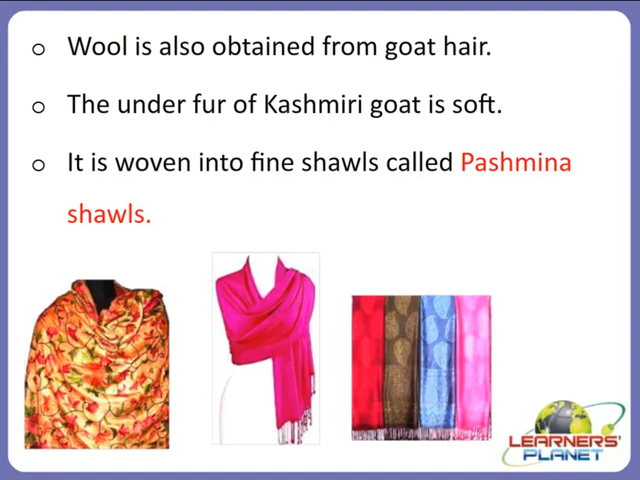 o Wool is also obtained from goat hair.
o The under fur of Kashmiri goat is soft.
o It is woven into fine shawls called Pashmina
shawls.
LEARNERS'
PLANET